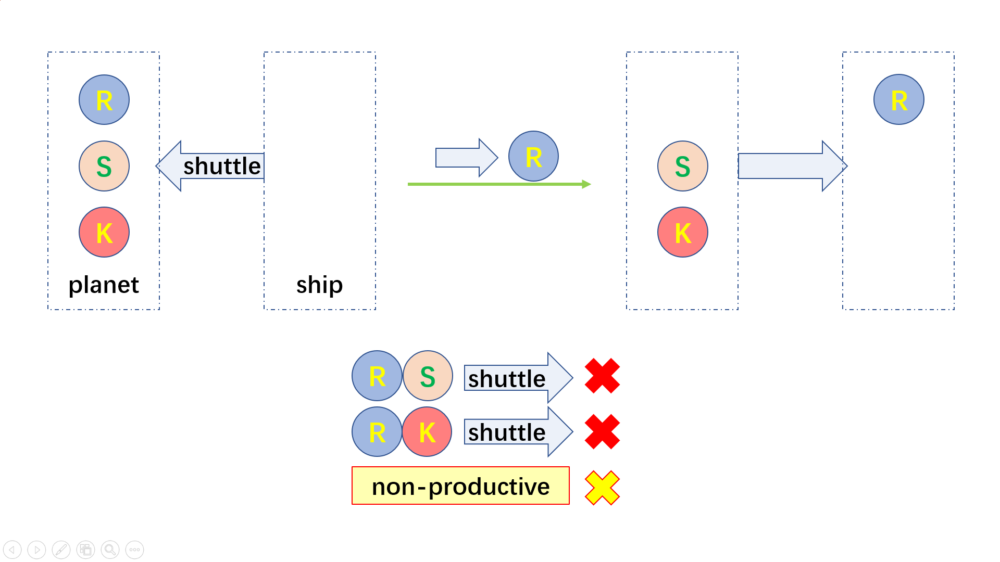 R
S
K
planet
shuttle
ship
R
S
K
R
R S shuttle
R K shuttle
non-productive